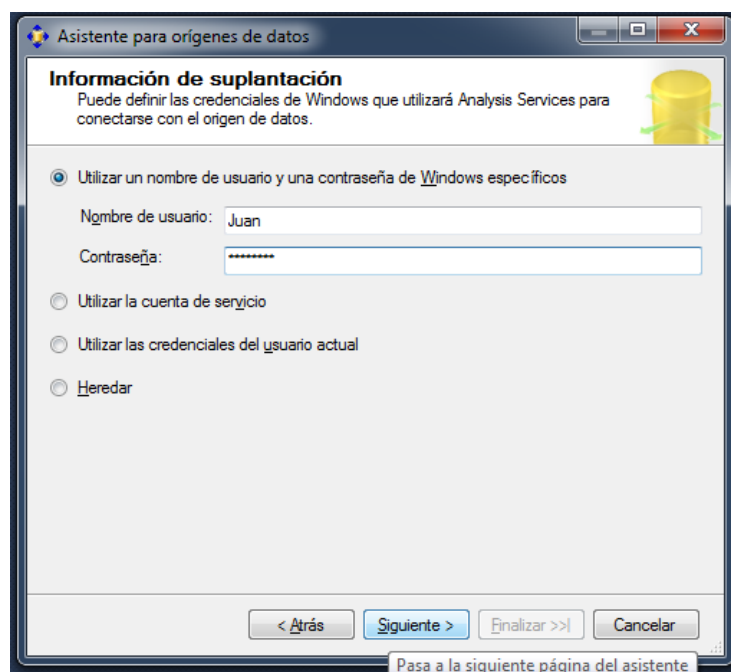 Asistente para orígenes de datos
Información de suplantación
Puede definir las credenciales de Windows que utilizará Analysis Services para
conectarse con el origen de datos.
Utilizar un nombre de usuario y una contraseña de Windows específicos
Nombre de usuario: Juan
Contraseña: ********
Utilizar la cuenta de servicio
Utilizar las credenciales del usuario actual
Heredar
< Atrás Siguiente > Finalizar >>| Cancelar
Pasa a la siguiente página del asistente